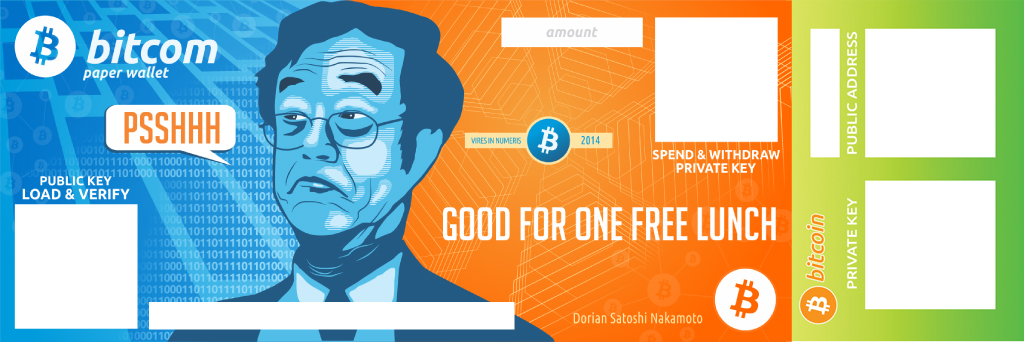 bitcom
paper wallet
PSSHHH
PUBLIC KEY
LOAD & VERIFY
amount
VIRES IN NUMERIS
2014
SPEND & WITHDRAW
PRIVATE KEY
GOOD FOR ONE FREE LUNCH
Dorian Satoshi Nakamoto
PUBLIC ADDRESS
bitcoin
PRIVATE KEY